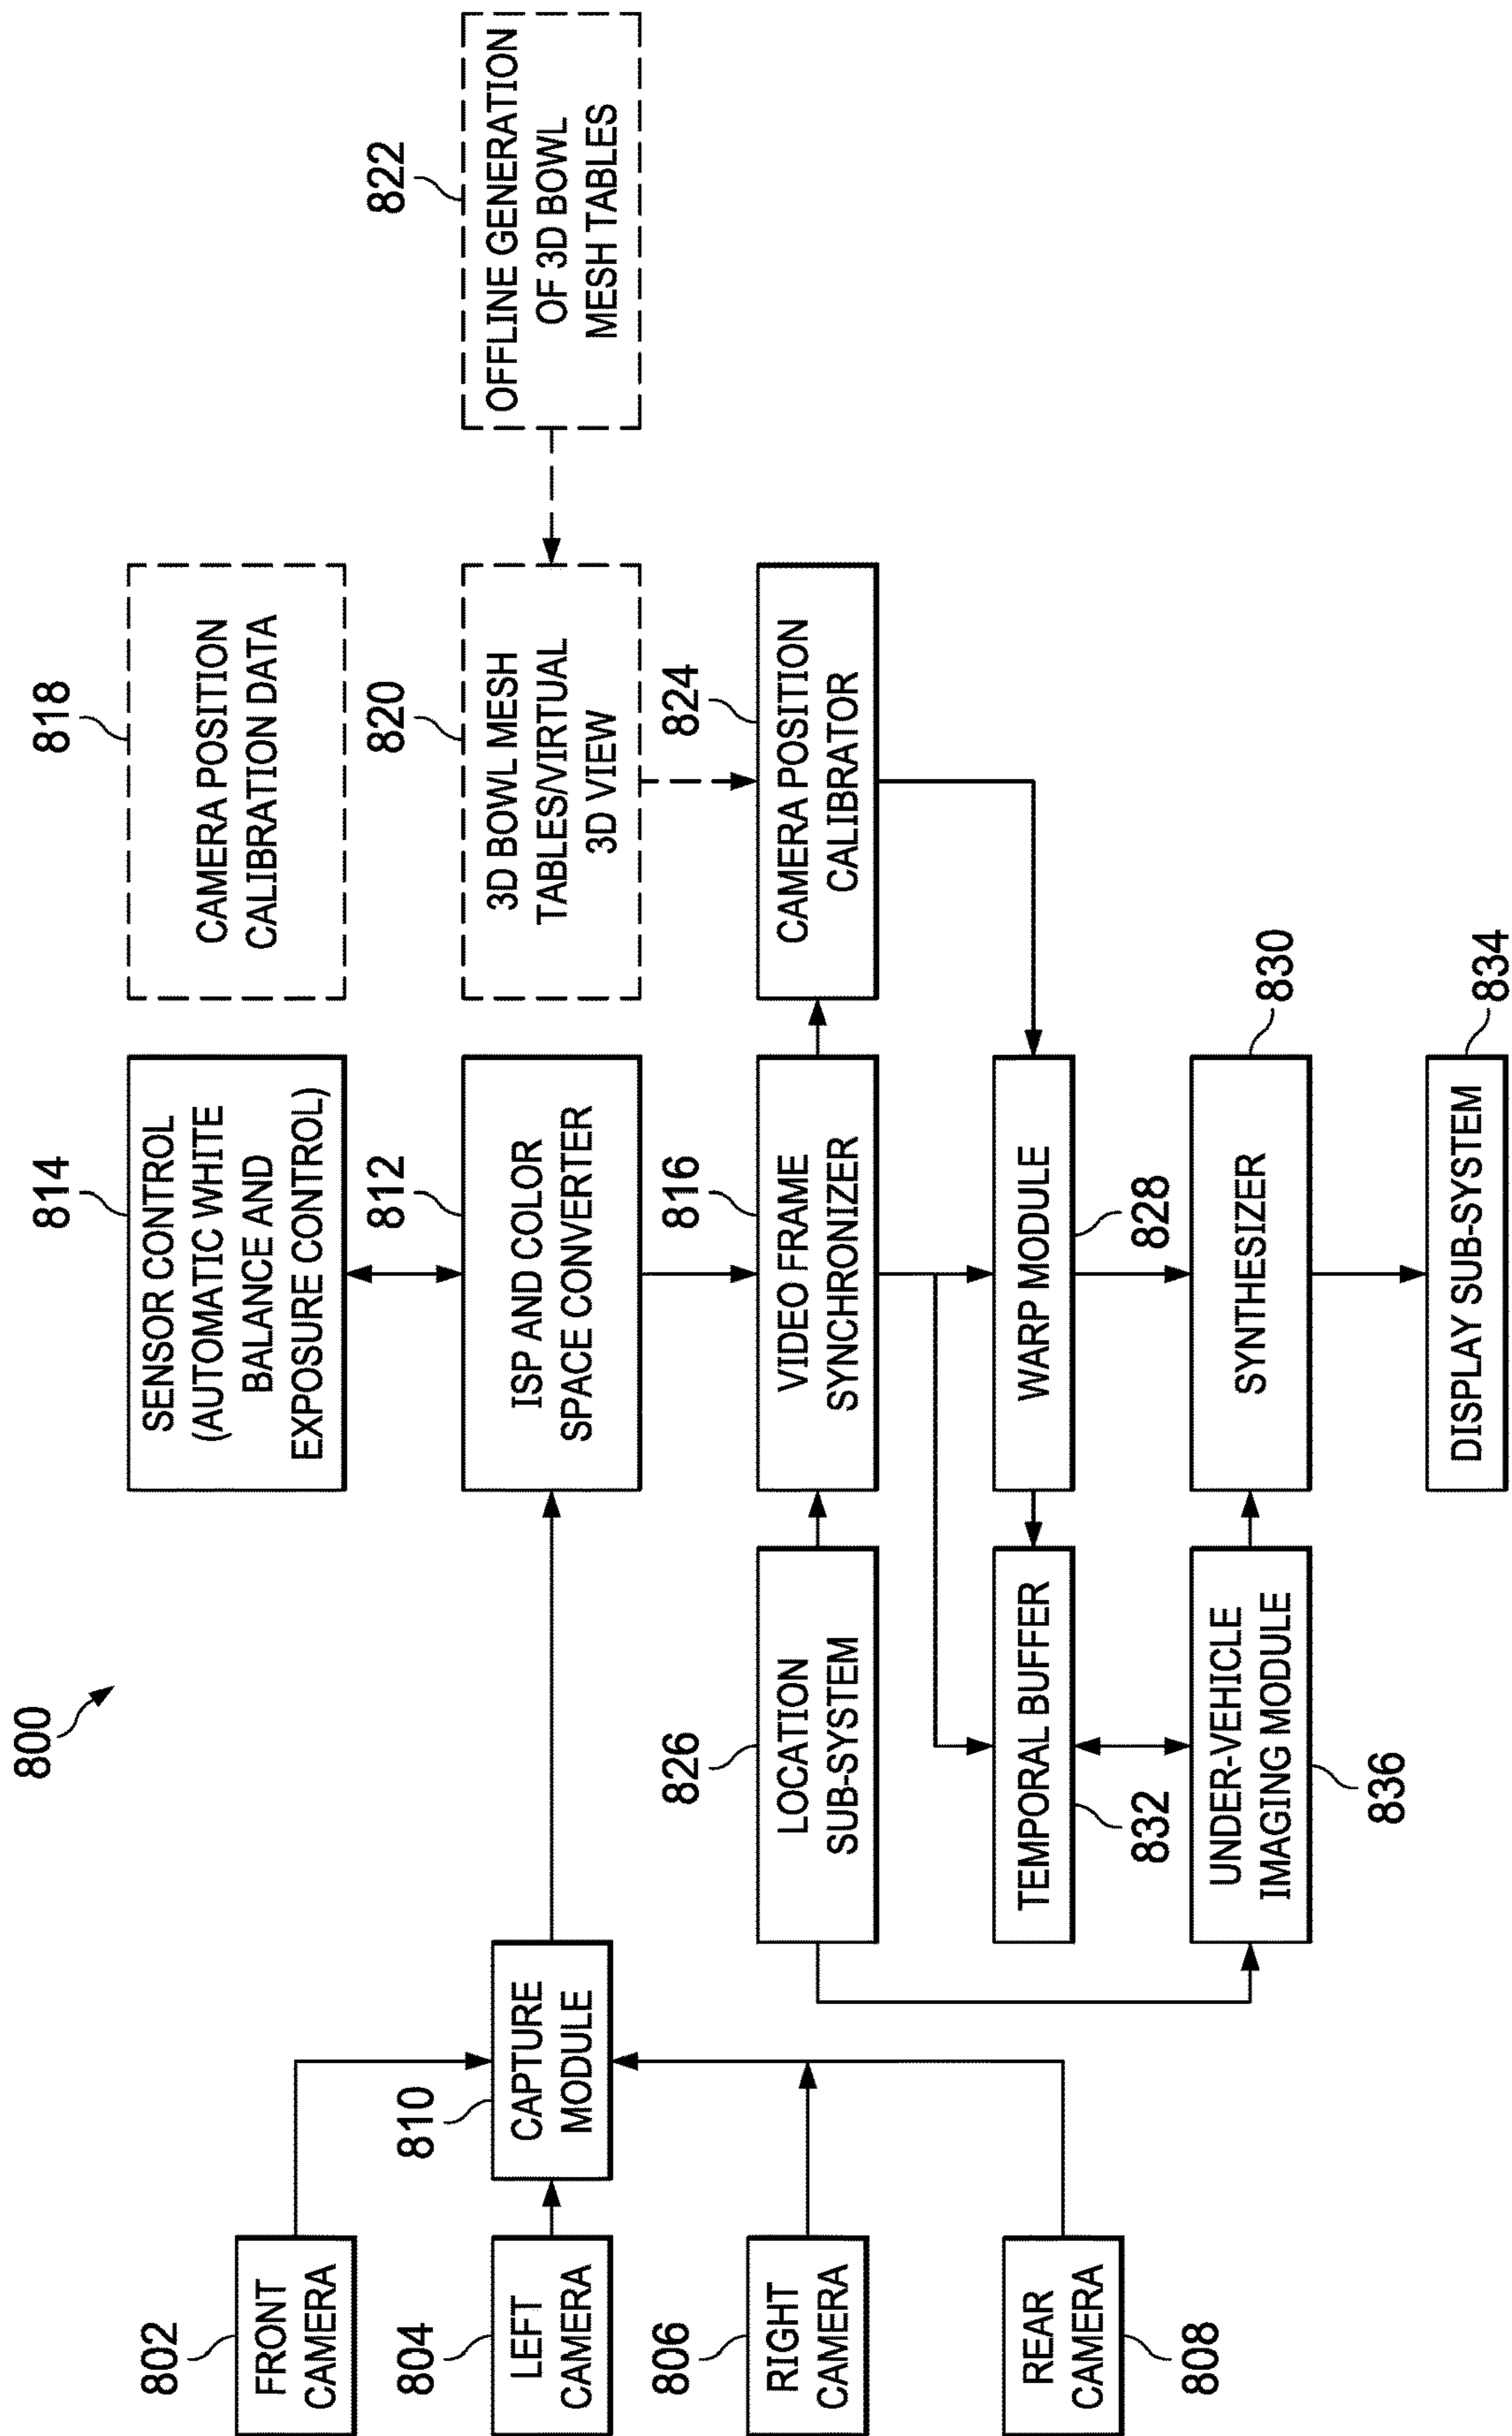 800
802
FRONT
CAMERA
804
LEFT
CAMERA
806
RIGHT
CAMERA
REAR
CAMERA
808
810
CAPTURE
MODULE
814
SENSOR CONTROL
(AUTOMATIC WHITE
BALANCE AND
EXPOSURE CONTROL)
812
ISP AND COLOR
SPACE CONVERTER
816
VIDEO FRAME
SYNCHRONIZER
818
CAMERA POSITION
CALIBRATION DATA
820
3D BOWL MESH
TABLES/VIRTUAL
3D VIEW
822
OFFLINE GENERATION
OF 3D BOWL
MESH TABLES
824
CAMERA POSITION
CALIBRATOR
826
LOCATION
SUB-SYSTEM
WARP MODULE
828
TEMPORAL BUFFER
832
UNDER-VEHICLE
IMAGING MODULE
836
830
SYNTHESIZER
834
DISPLAY SUB-SYSTEM